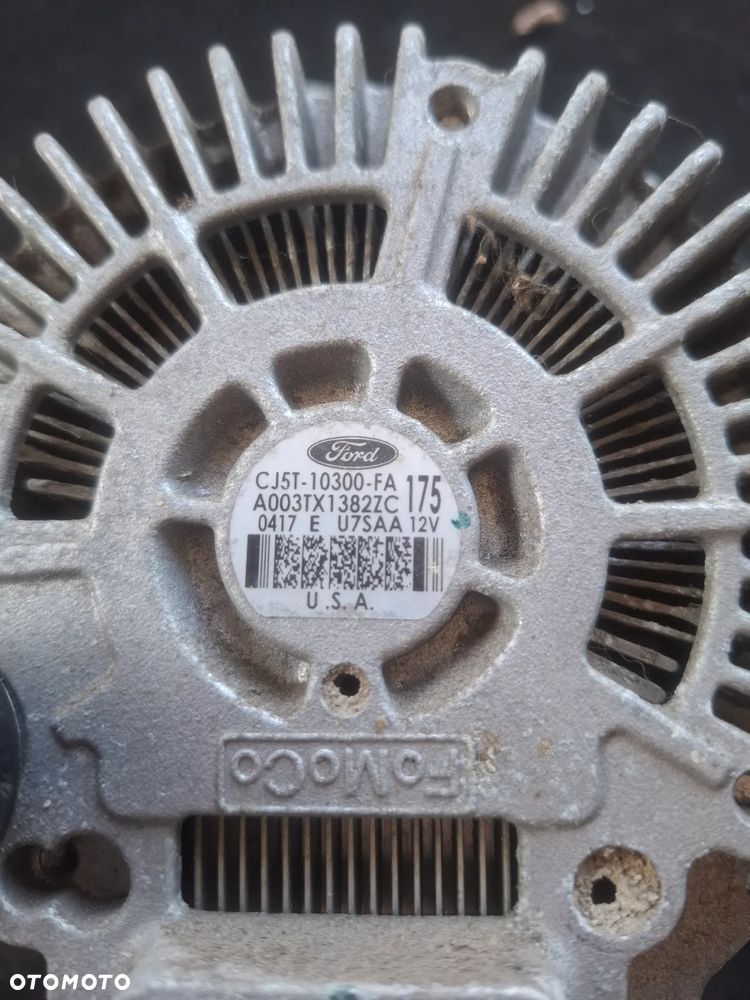 Ford
CJ5T-10300-FA 175
A003TX1382ZC
0417 E U7SAA 12V
U.S.A.
FoMoCo
OTOMOTO